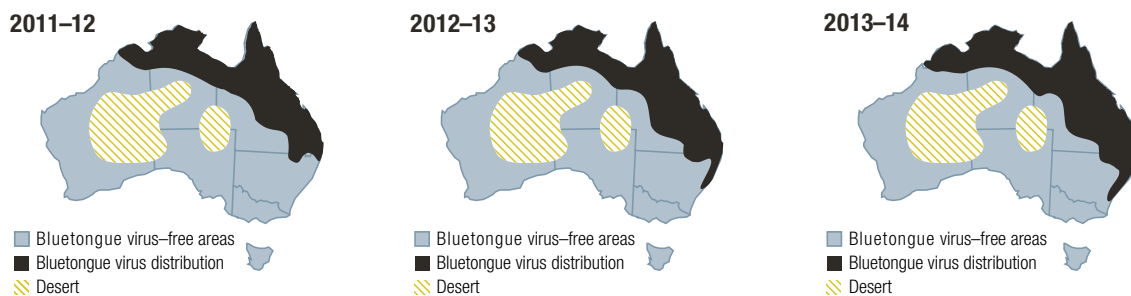 2011–12
Bluetongue virus–free areas
Bluetongue virus distribution
Desert
2012–13
Bluetongue virus–free areas
Bluetongue virus distribution
Desert
2013–14
Bluetongue virus–free areas
Bluetongue virus distribution
Desert